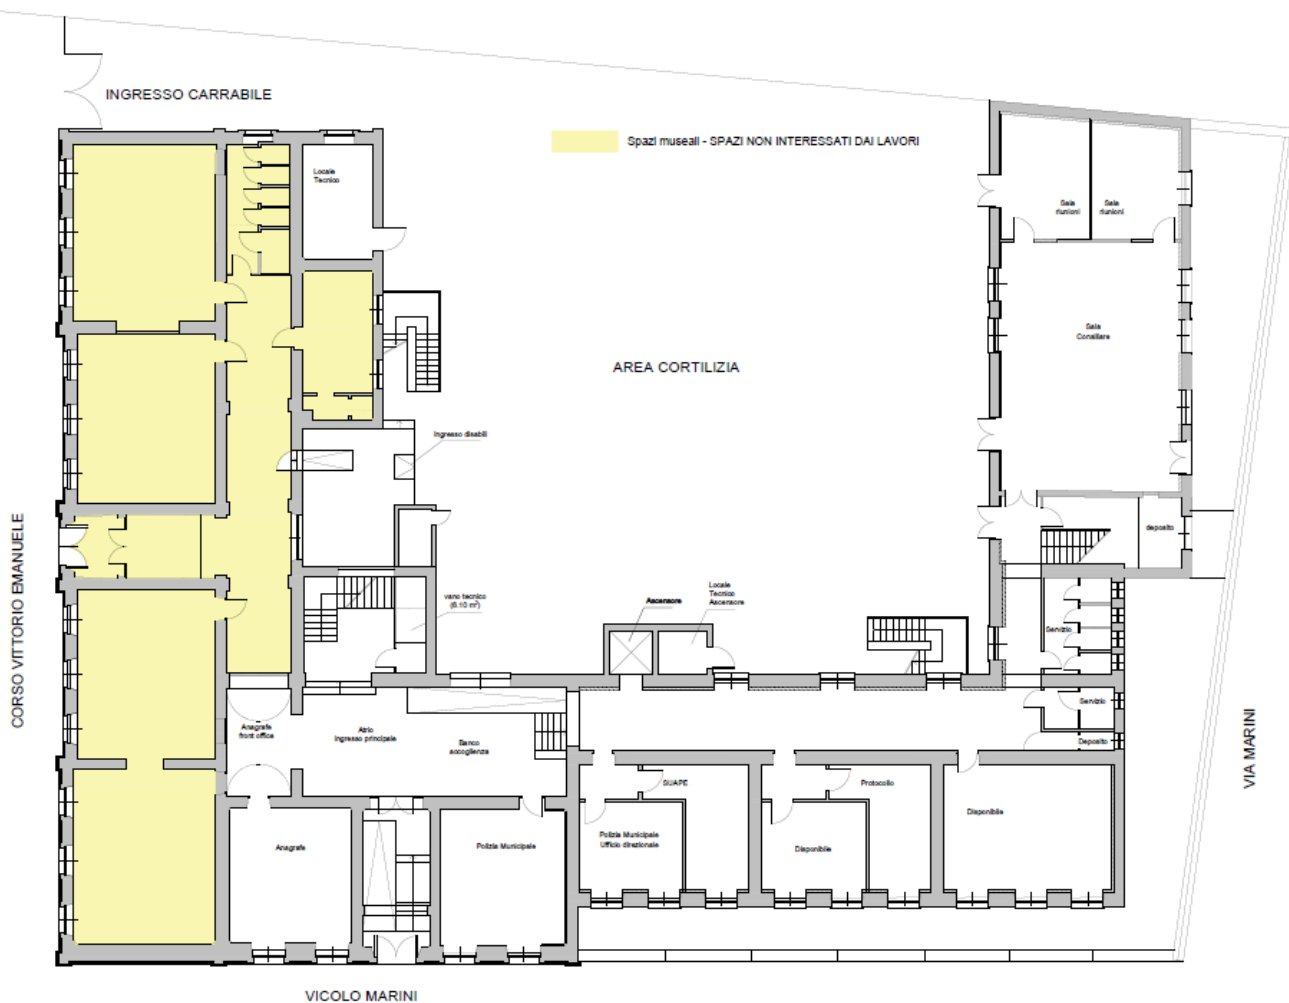 INGRESSO CARRABILE
Spazi museali - SPAZI NON INTERESSATI DAI LAVORI
Locale
Tecnico
Sala
riunioni
Sala
riunioni
Sala
Consiliare
AREA CORTILIZIA
Ingresso disabili
CORSO VITTORIO EMANUELE
deposito
vano tecnico
(6.10 m²)
Ascensore
Locale
Tecnico
Ascensore
Servizio
Servizio
Deposito
Anagrafe
front office
Atrio
ingresso principale
Banco
accoglienza
VIA MARINI
SUAPE
Protocollo
Disponibile
Polizia Municipale
Ufficio direzionale
Disponibile
Anagrafe
Polizia Municipale
VICOLO MARINI